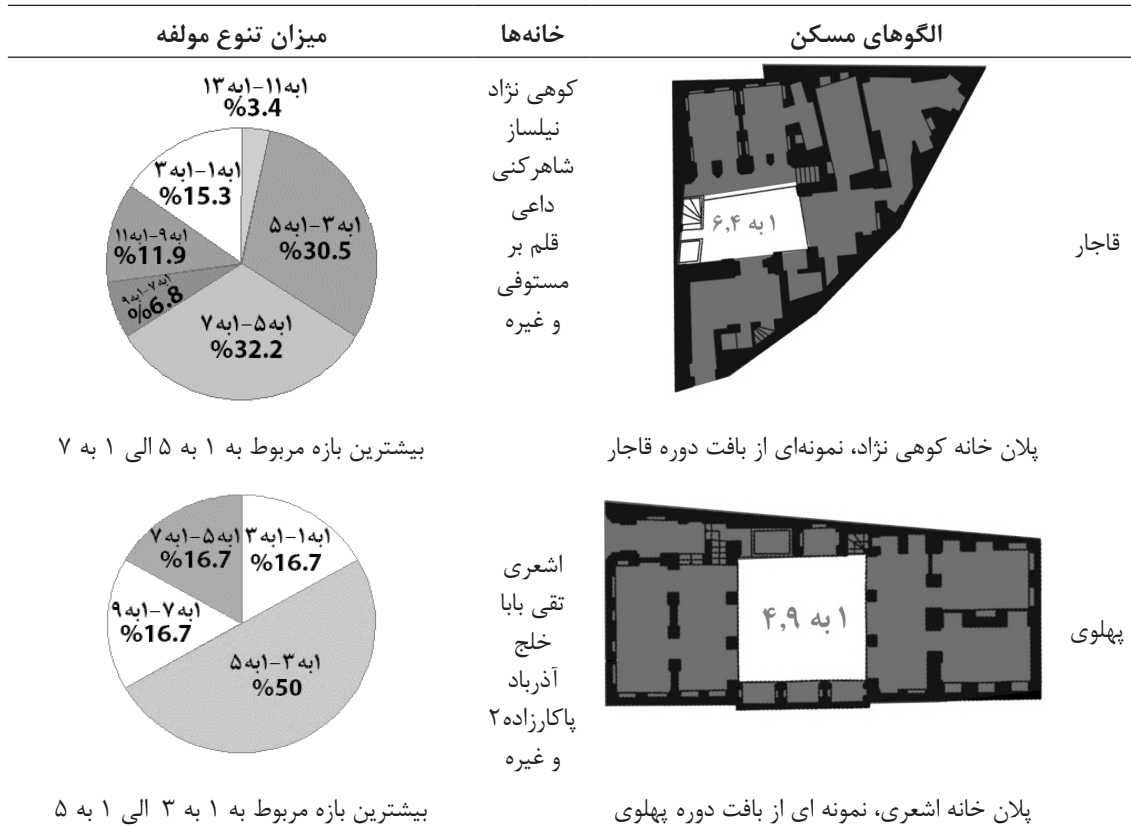 الگوهای مسکن
خانه‌ها
میزان تنوع مولفه
قاجار
۱ به ۶٫۴
کوهی نژاد
نیلساز
شاهرکنی
داعی
قلم بر
مستوفی
و غیره
۱به۱۱-۱به۱۳
%3.4
۱به۱-۱به۳
%15.3
۱به۳-۱به۵
%30.5
۱به۹-۱به۱۱
%11.9
۱به۷-۱به۹
%6.8
۱به۵-۱به۷
%32.2
پلان خانه کوهی نژاد، نمونه‌ای از بافت دوره قاجار
بیشترین بازه مربوط به ۱ به ۵ الی ۱ به ۷
پهلوی
۱ به ۴٫۹
اشعری
تقی بابا
خلج
آذرباد
پاکارزاده۲
و غیره
۱به۱-۱به۳
%16.7
۱به۵-۱به۷
%16.7
۱به۷-۱به۹
%16.7
۱به۳-۱به۵
%50
پلان خانه اشعری، نمونه ای از بافت دوره پهلوی
بیشترین بازه مربوط به ۱ به ۳ الی ۱ به ۵